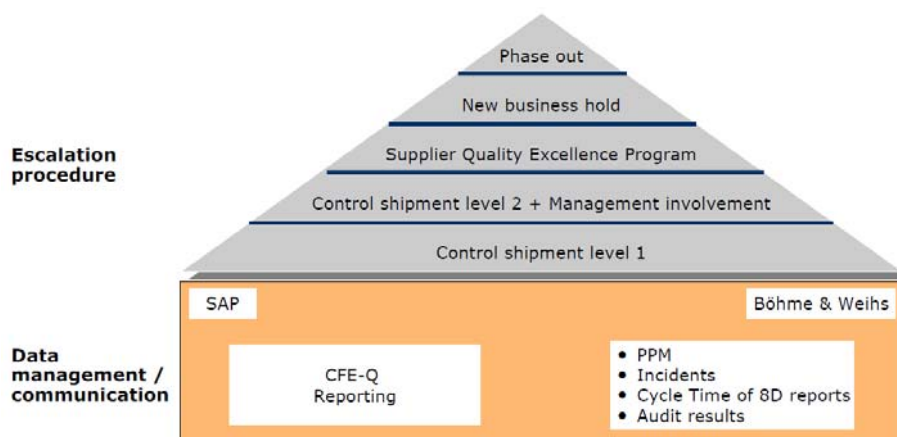 Phase out
New business hold
Escalation
procedure
Supplier Quality Excellence Program
Control shipment level 2 + Management involvement
Control shipment level 1
SAP
Böhme & Weihs
Data
management /
communication
CFE-Q
Reporting
• PPM
• Incidents
• Cycle Time of 8D reports
• Audit results